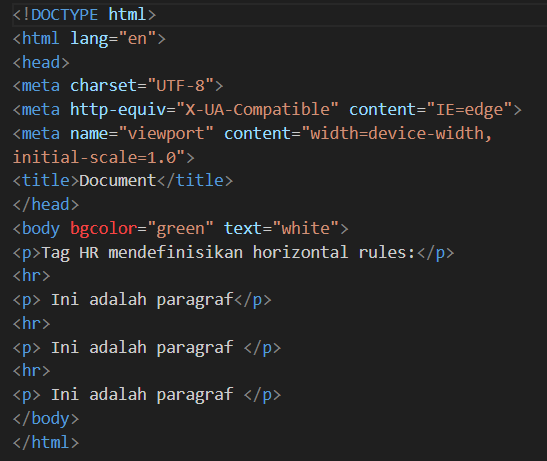 <!DOCTYPE html>
<html lang="en">
<head>
<meta charset="UTF-8">
<meta http-equiv="X-UA-Compatible" content="IE=edge">
<meta name="viewport" content="width=device-width,
initial-scale=1.0">
<title>Document</title>
</head>
<body bgcolor="green" text="white">
<p>Tag HR mendefinisikan horizontal rules:</p>
<hr>
<p> Ini adalah paragraf</p>
<hr>
<p> Ini adalah paragraf </p>
<hr>
<p> Ini adalah paragraf </p>
</body>
</html>